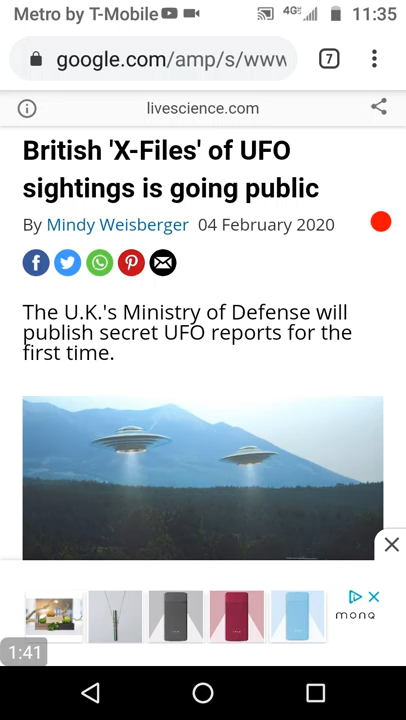 Metro by T-Mobile 4G 11:35
google.com/amp/s/www 7
livescience.com
British 'X-Files' of UFO
sightings is going public
By Mindy Weisberger 04 February 2020
The U.K.'s Ministry of Defense will
publish secret UFO reports for the
first time.
mona
1:41